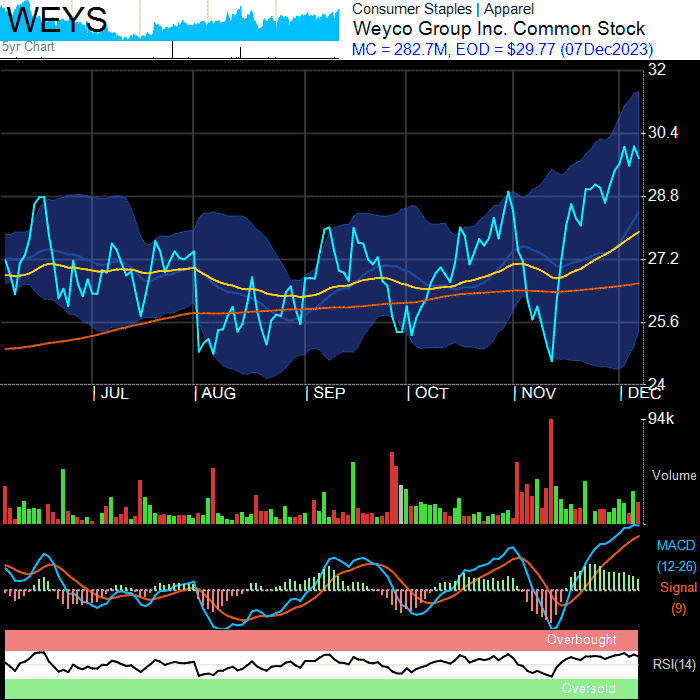 WEYS
5yr Chart
Consumer Staples | Apparel
Weyco Group Inc. Common Stock
MC = 282.7M, EOD = $29.77 (07Dec2023)
32
30.4
28.8
27.2
25.6
24
JUL
AUG
SEP
OCT
NOV
DEC
94k
Volume
MACD
(12-26)
Signal
(9)
Overbought
RSI(14)
Oversold